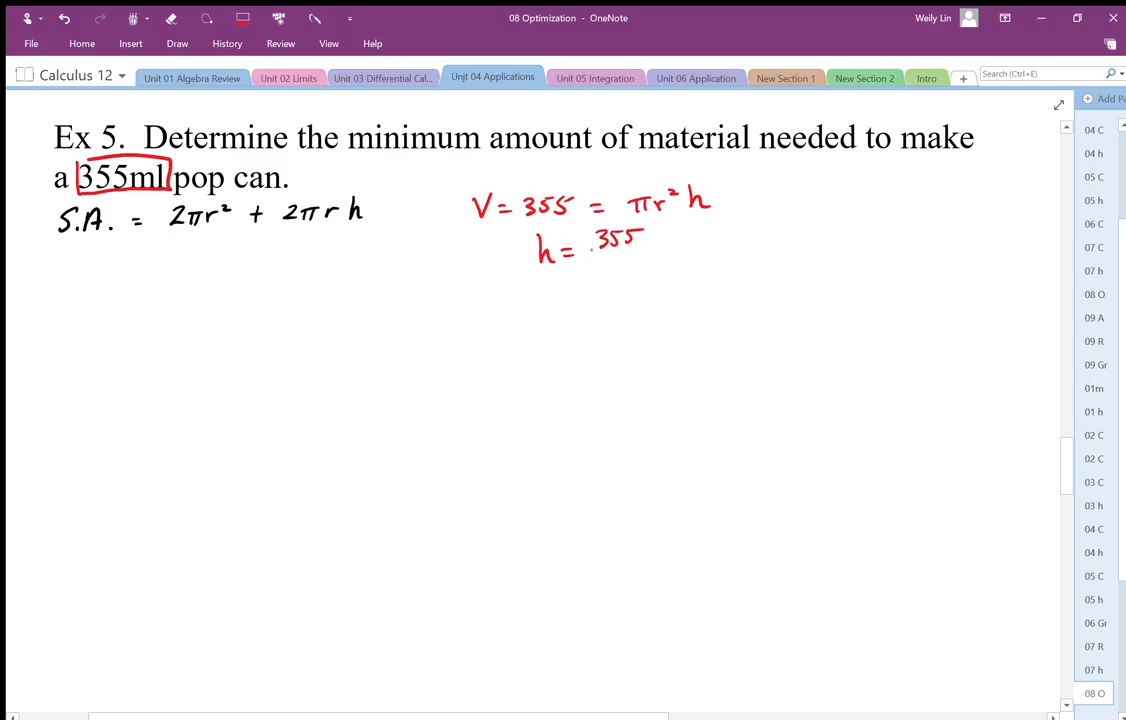 08 Optimization - OneNote
Weily Lin
File Home Insert Draw History Review View Help
Calculus 12
Unit 01 Algebra Review
Unit 02 Limits
Unit 03 Differential Cal...
Unit 04 Applications
Unit 05 Integration
Unit 06 Application
New Section 1
New Section 2
Intro
+
Search (Ctrl+E)
Add Pa
Ex 5. Determine the minimum amount of material needed to make
a 355ml pop can.
S.A. = 2πr² + 2πr h
V = 355 = πr² h
h = 355
04 C
04 h
05 C
05 h
06 C
07 C
07 h
08 O
09 A
09 R
09 Gr
01m
01 h
02 C
02 C
03 C
03 h
04 C
04 h
05 C
05 h
06 Gr
07 R
07 h
08 O